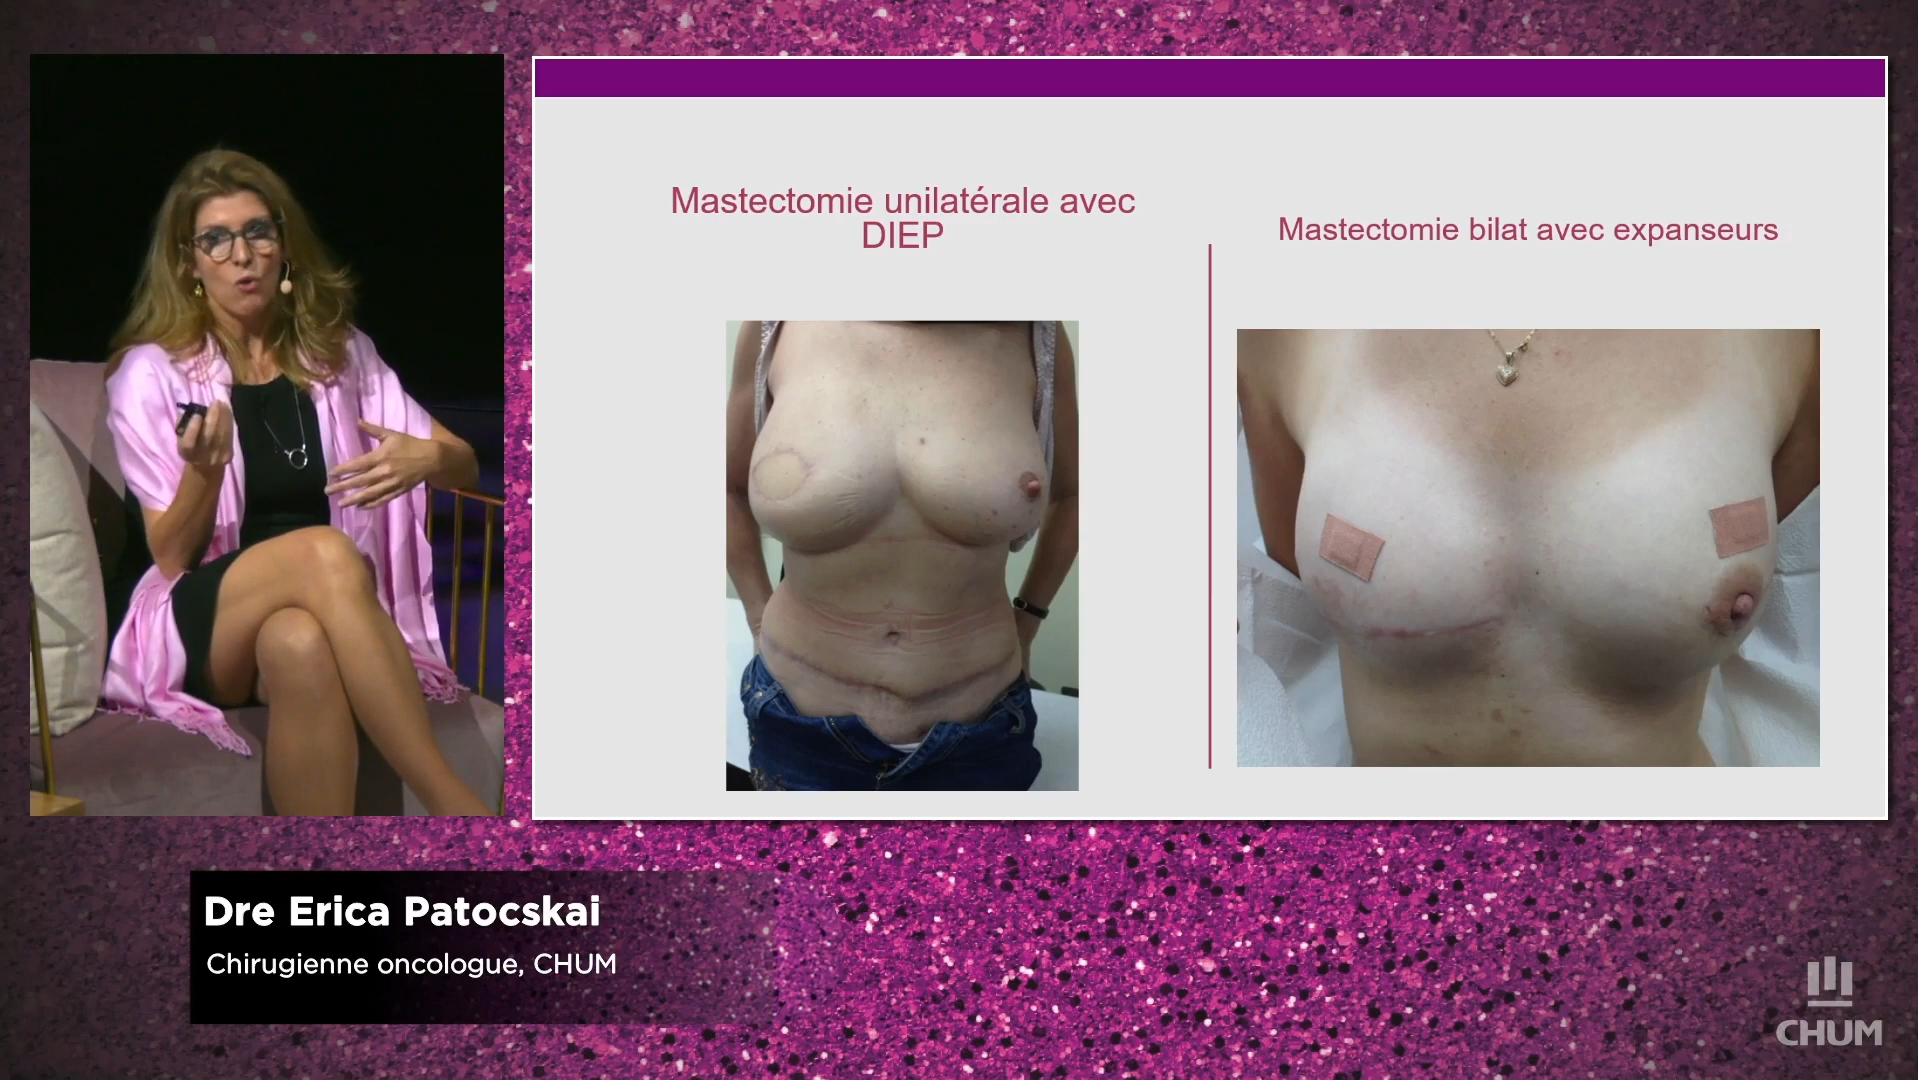 Mastectomie unilatérale avec
DIEP
Mastectomie bilat avec expanseurs
Dre Erica Patocskai
Chirugienne oncologue, CHUM
CHUM